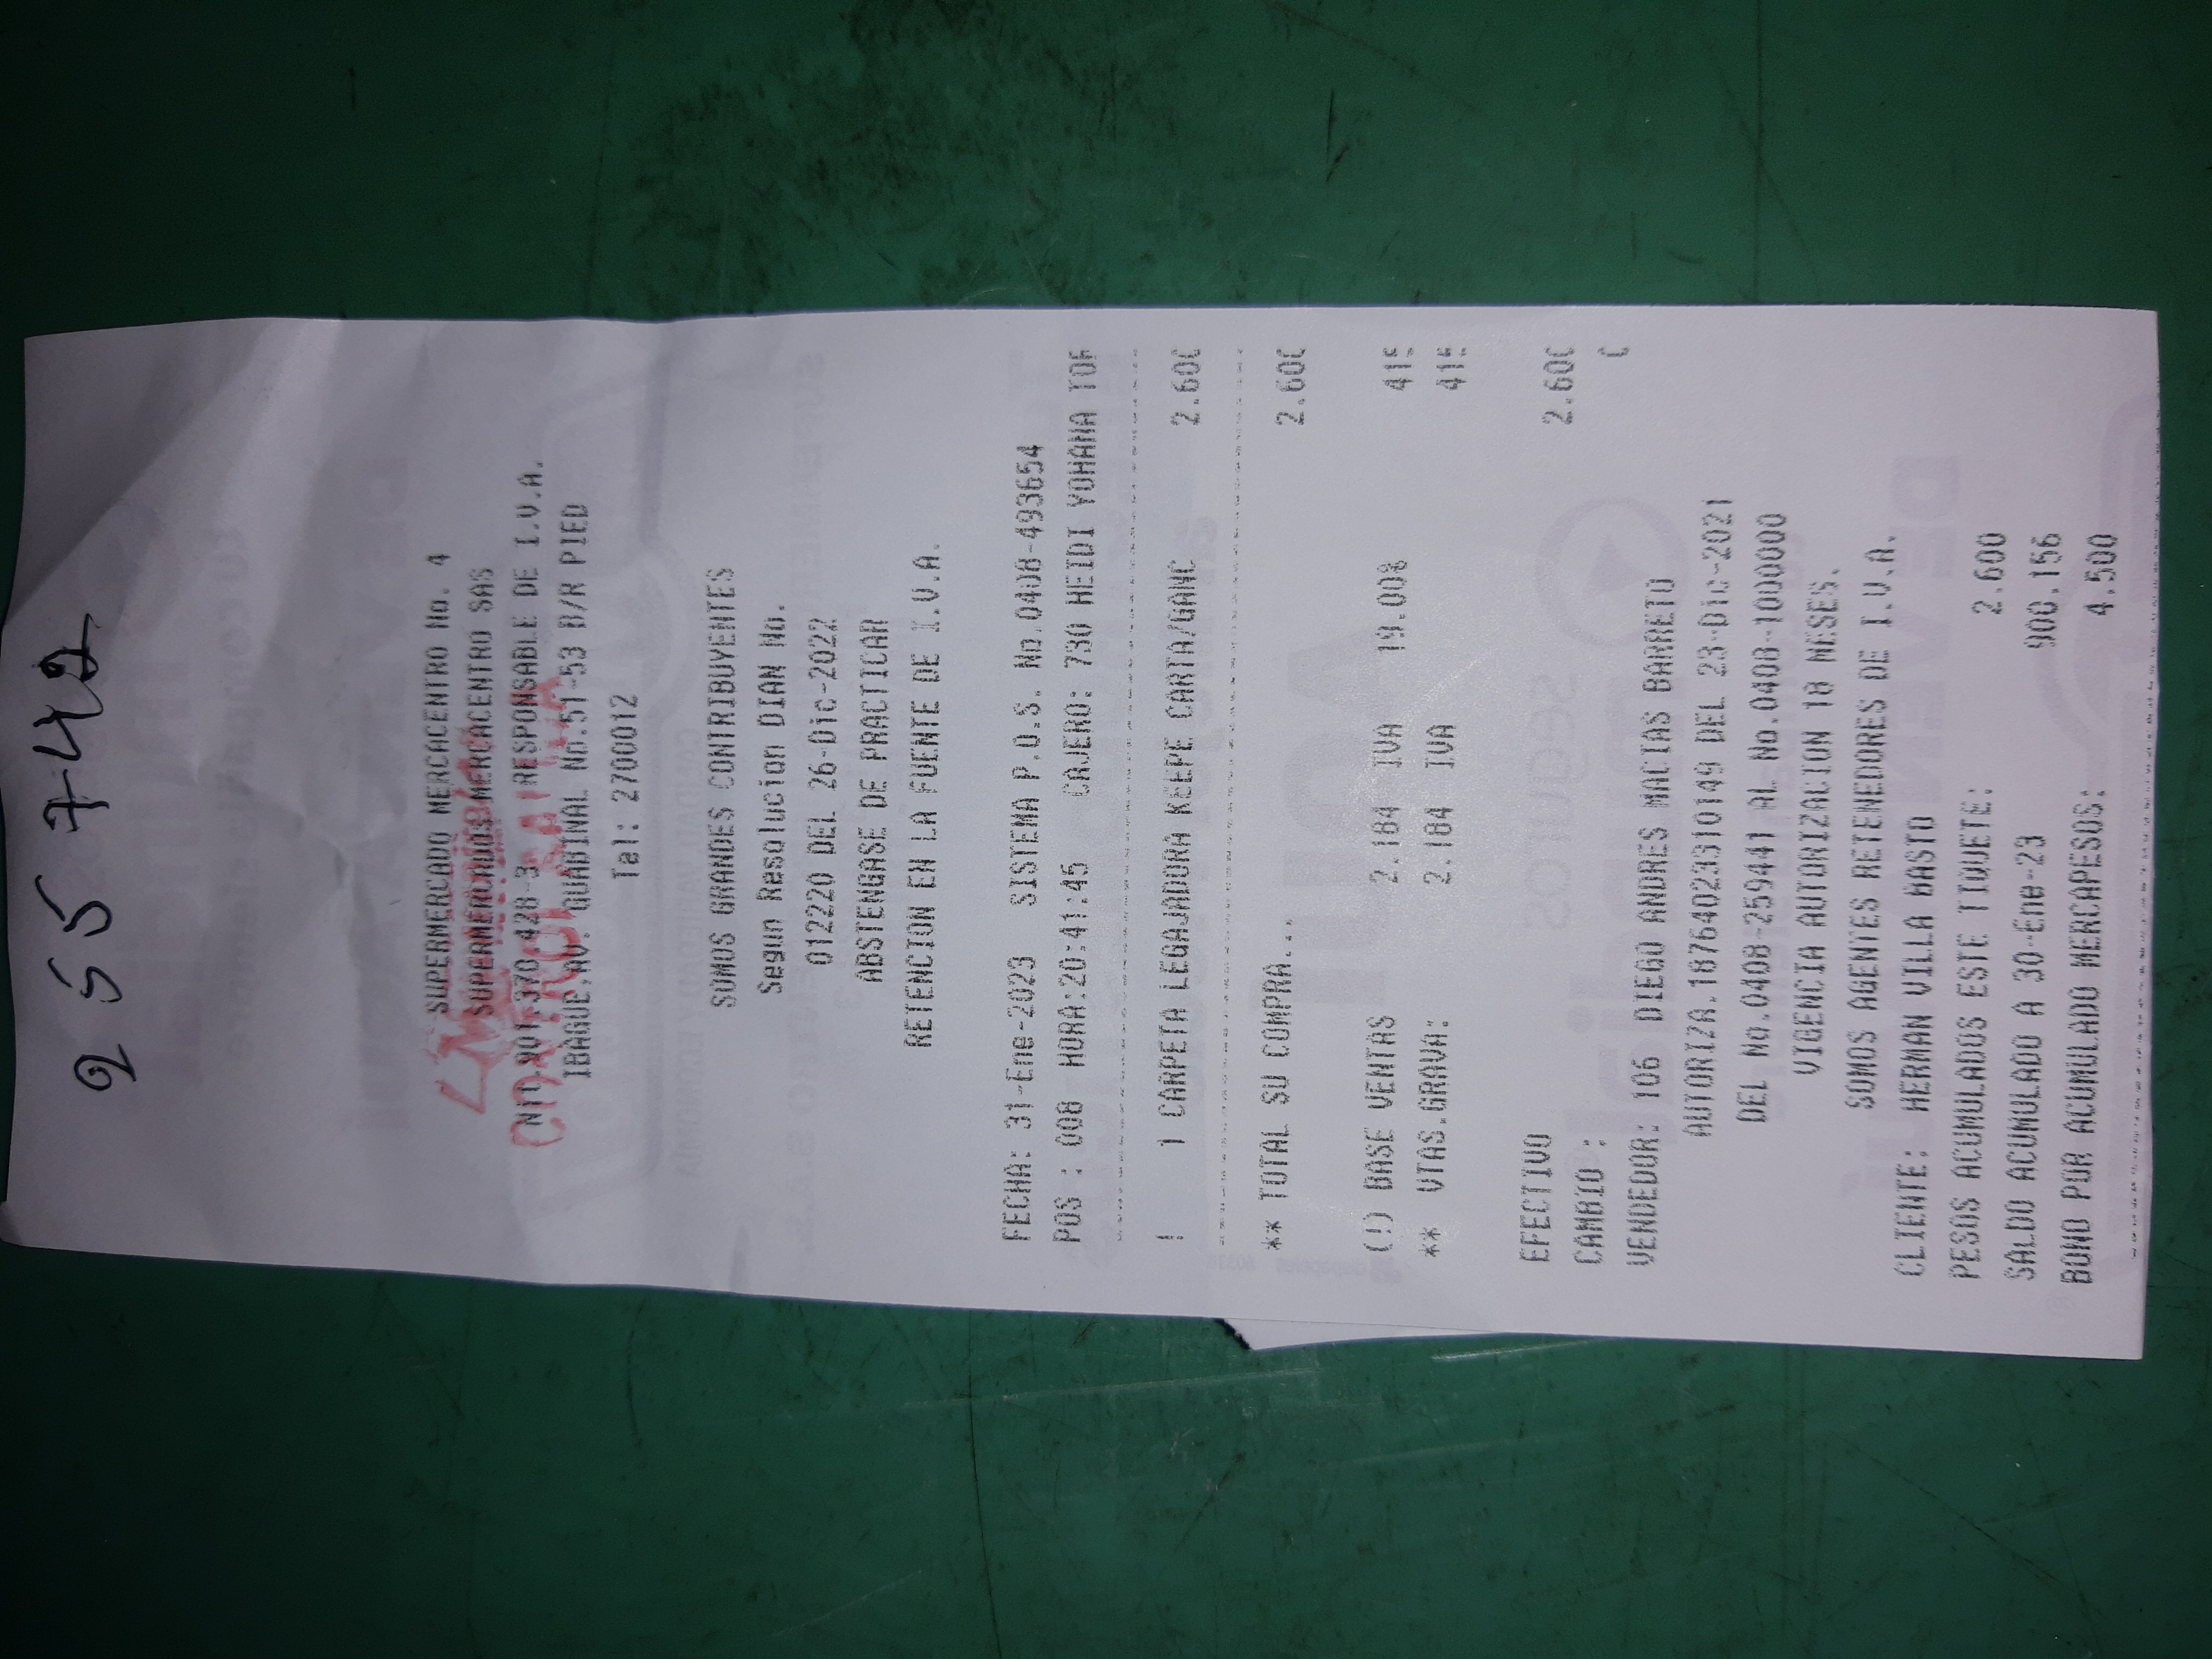 255742
SUPERMERCADO MERCACENTRO No. 4
SUPERMERCADOS MERCACENTRO SAS
NIT.901.370.428-3 RESPONSABLE DE I.V.A.
IBAGUE,AV. GUABINAL No.51-53 B/R PIED
Tel: 2700012
SOMOS GRANDES CONTRIBUYENTES
Segun Resolucion DIAN No.
012220 DEL 26-Dic-2022
ABSTENGASE DE PRACTICAR
RETENCION EN LA FUENTE DE I.V.A.
FECHA: 31-Ene-2023 SISTEMA P.O.S. No.0408-493654
POS : 008 HORA:20:41:45 CAJERO: 730 HEIDI YOHANA TOR
! 1 CARPETA LEGAJADORA KEEPE CARTA/GANC 2.600
** TOTAL SU COMPRA.... 2.600
(!) BASE VENTAS 2.184 IVA 19.00% 41
** VTAS.GRAVA: 2.184 IVA 41
EFECTIVO 2.600
CAMBIO : 0
VENDEDOR: 106 DIEGO ANDRES MACIAS BARRETO
AUTORIZA.18764023310149 DEL 23-Dic-2021
DEL No.0408-259441 AL No.0408-1000000
VIGENCIA AUTORIZACION 18 MESES.
SOMOS AGENTES RETENEDORES DE I.V.A.
CLIENTE: HERMAN VILLA BASTO
PESOS ACUMULADOS ESTE TIQUETE: 2.600
SALDO ACUMULADO A 30-Ene-23 900.156
BONO POR ACUMULADO MERCAPESOS: 4.500